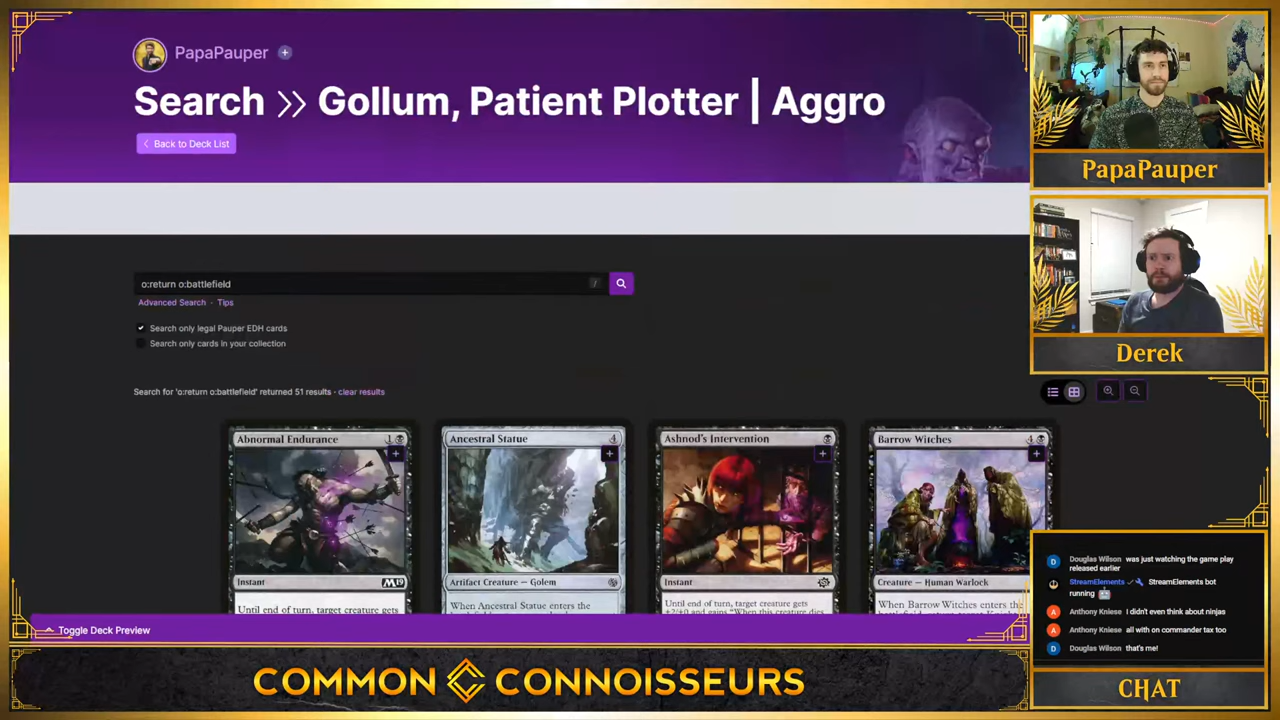 PapaPauper +
Search >> Gollum, Patient Plotter | Aggro
< Back to Deck List
o:return o:battlefield /
Advanced Search · Tips
Search only legal Pauper EDH cards
Search only cards in your collection
Search for 'o:return o:battlefield' returned 51 results · clear results
Abnormal Endurance 1
Ancestral Statue 4
Ashnod's Intervention
Barrow Witches 4
Instant M19
Artifact Creature — Golem
Instant
Creature — Human Warlock
Until end of turn, target creature gets
When Ancestral Statue enters the
Until end of turn, target creature gets
+2/+0 and gains "When this creature dies
When Barrow Witches enters the
Toggle Deck Preview
COMMON CONNOISSEURS
PapaPauper
Derek
D Douglas Wilson was just watching the game play
released earlier
StreamElements StreamElements bot
running
A Anthony Kniese I didn't even think about ninjas
A Anthony Kniese all with on commander tax too
D Douglas Wilson that's me!
CHAT